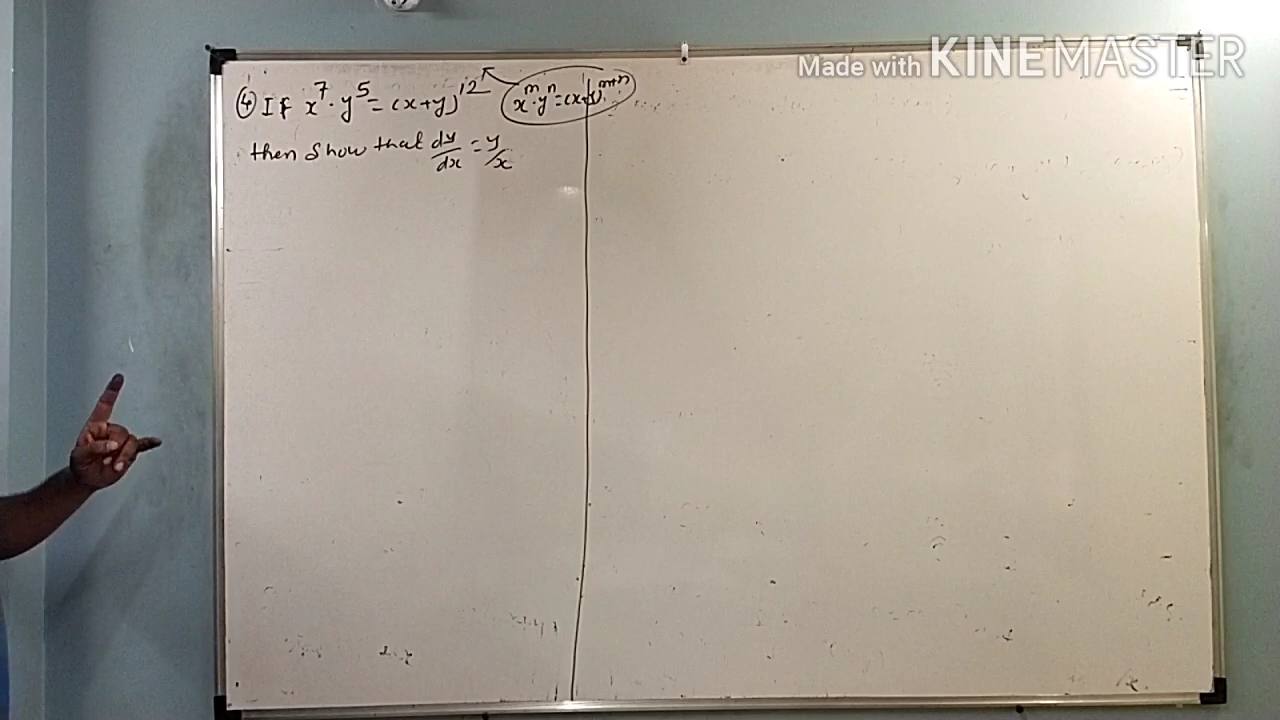 Made with KINEMASTER
④ If x⁷·y⁵=(x+y)¹² xᵐ·yⁿ=(x+y)ᵐ⁺ⁿ
then show that dy/dx = y/x